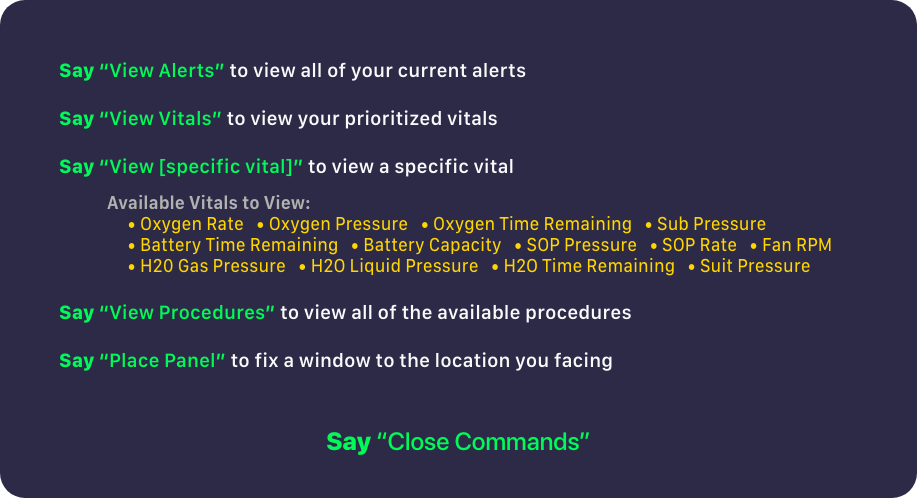 Say “View Alerts” to view all of your current alerts
Say “View Vitals” to view your prioritized vitals
Say “View [specific vital]” to view a specific vital
Available Vitals to View:
• Oxygen Rate • Oxygen Pressure • Oxygen Time Remaining • Sub Pressure
• Battery Time Remaining • Battery Capacity • SOP Pressure • SOP Rate • Fan RPM
• H20 Gas Pressure • H2O Liquid Pressure • H2O Time Remaining • Suit Pressure
Say “View Procedures” to view all of the available procedures
Say “Place Panel” to fix a window to the location you facing
Say “Close Commands”